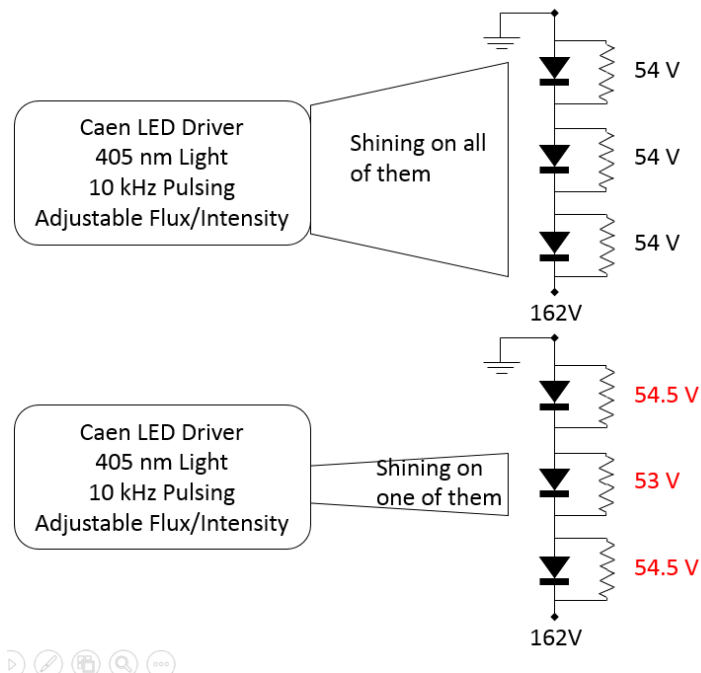 Caen LED Driver
405 nm Light
10 kHz Pulsing
Adjustable Flux/Intensity
Shining on all
of them
54 V
54 V
54 V
162V
Caen LED Driver
405 nm Light
10 kHz Pulsing
Adjustable Flux/Intensity
Shining on
one of them
54.5 V
53 V
54.5 V
162V